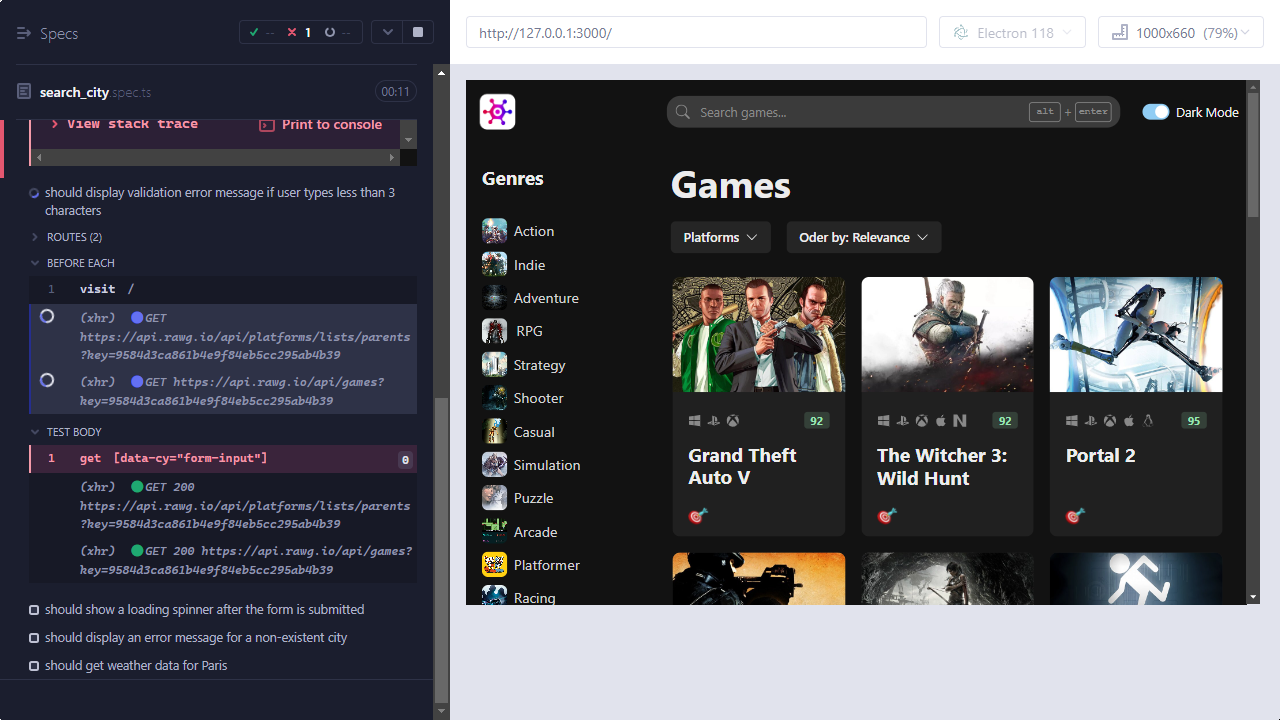 Specs
--
1
--
search_city.spec.ts
00:11
View stack trace
Print to console
should display validation error message if user types less than 3
characters
ROUTES (2)
BEFORE EACH
1 visit /
(xhr) GET
https://api.rawg.io/api/platforms/lists/parents
?key=9584d3ca861b4e9f84eb5cc295ab4b39
(xhr) GET https://api.rawg.io/api/games?
key=9584d3ca861b4e9f84eb5cc295ab4b39
TEST BODY
1 get [data-cy="form-input"] 0
(xhr) GET 200
https://api.rawg.io/api/platforms/lists/parents
?key=9584d3ca861b4e9f84eb5cc295ab4b39
(xhr) GET 200 https://api.rawg.io/api/games?
key=9584d3ca861b4e9f84eb5cc295ab4b39
should show a loading spinner after the form is submitted
should display an error message for a non-existent city
should get weather data for Paris
http://127.0.0.1:3000/
Electron 118
1000x660 (79%)
Search games...
alt + enter
Dark Mode
Genres
Action
Indie
Adventure
RPG
Strategy
Shooter
Casual
Simulation
Puzzle
Arcade
Platformer
Racing
Games
Platforms
Oder by: Relevance
92
Grand Theft
Auto V
92
The Witcher 3:
Wild Hunt
95
Portal 2